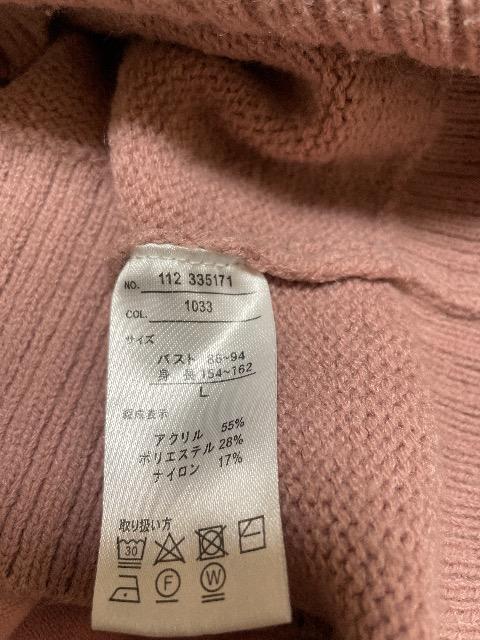 NO. 112 335171
COL. 1033
サイズ
バスト 86~94
身長 154~162
L
組成表示
アクリル 55%
ポリエステル 28%
ナイロン 17%
取り扱い方
30
F W